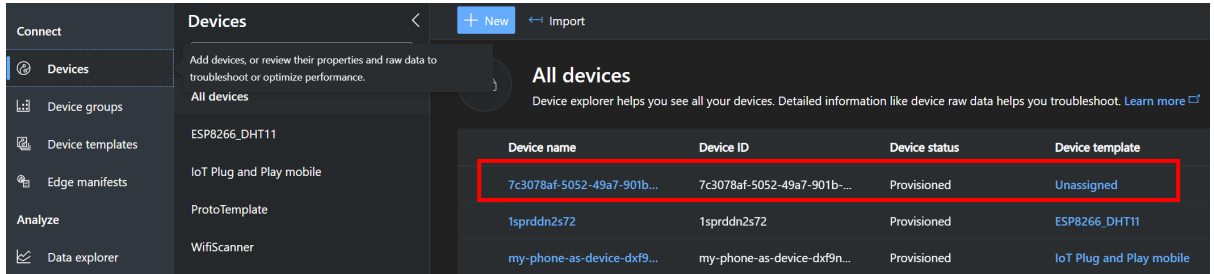 Connect
Devices
Device groups
Device templates
Edge manifests
Analyze
Data explorer
Devices
Add devices, or review their properties and raw data to
troubleshoot or optimize performance.
All devices
ESP8266_DHT11
IoT Plug and Play mobile
ProtoTemplate
WifiScanner
New Import
All devices
Device explorer helps you see all your devices. Detailed information like device raw data helps you troubleshoot. Learn more
Device name Device ID Device status Device template
7c3078af-5052-49a7-901b... 7c3078af-5052-49a7-901b-... Provisioned Unassigned
1sprddn2s72 1sprddn2s72 Provisioned ESP8266_DHT11
my-phone-as-device-dxf9... my-phone-as-device-dxf9n... Provisioned IoT Plug and Play mobile